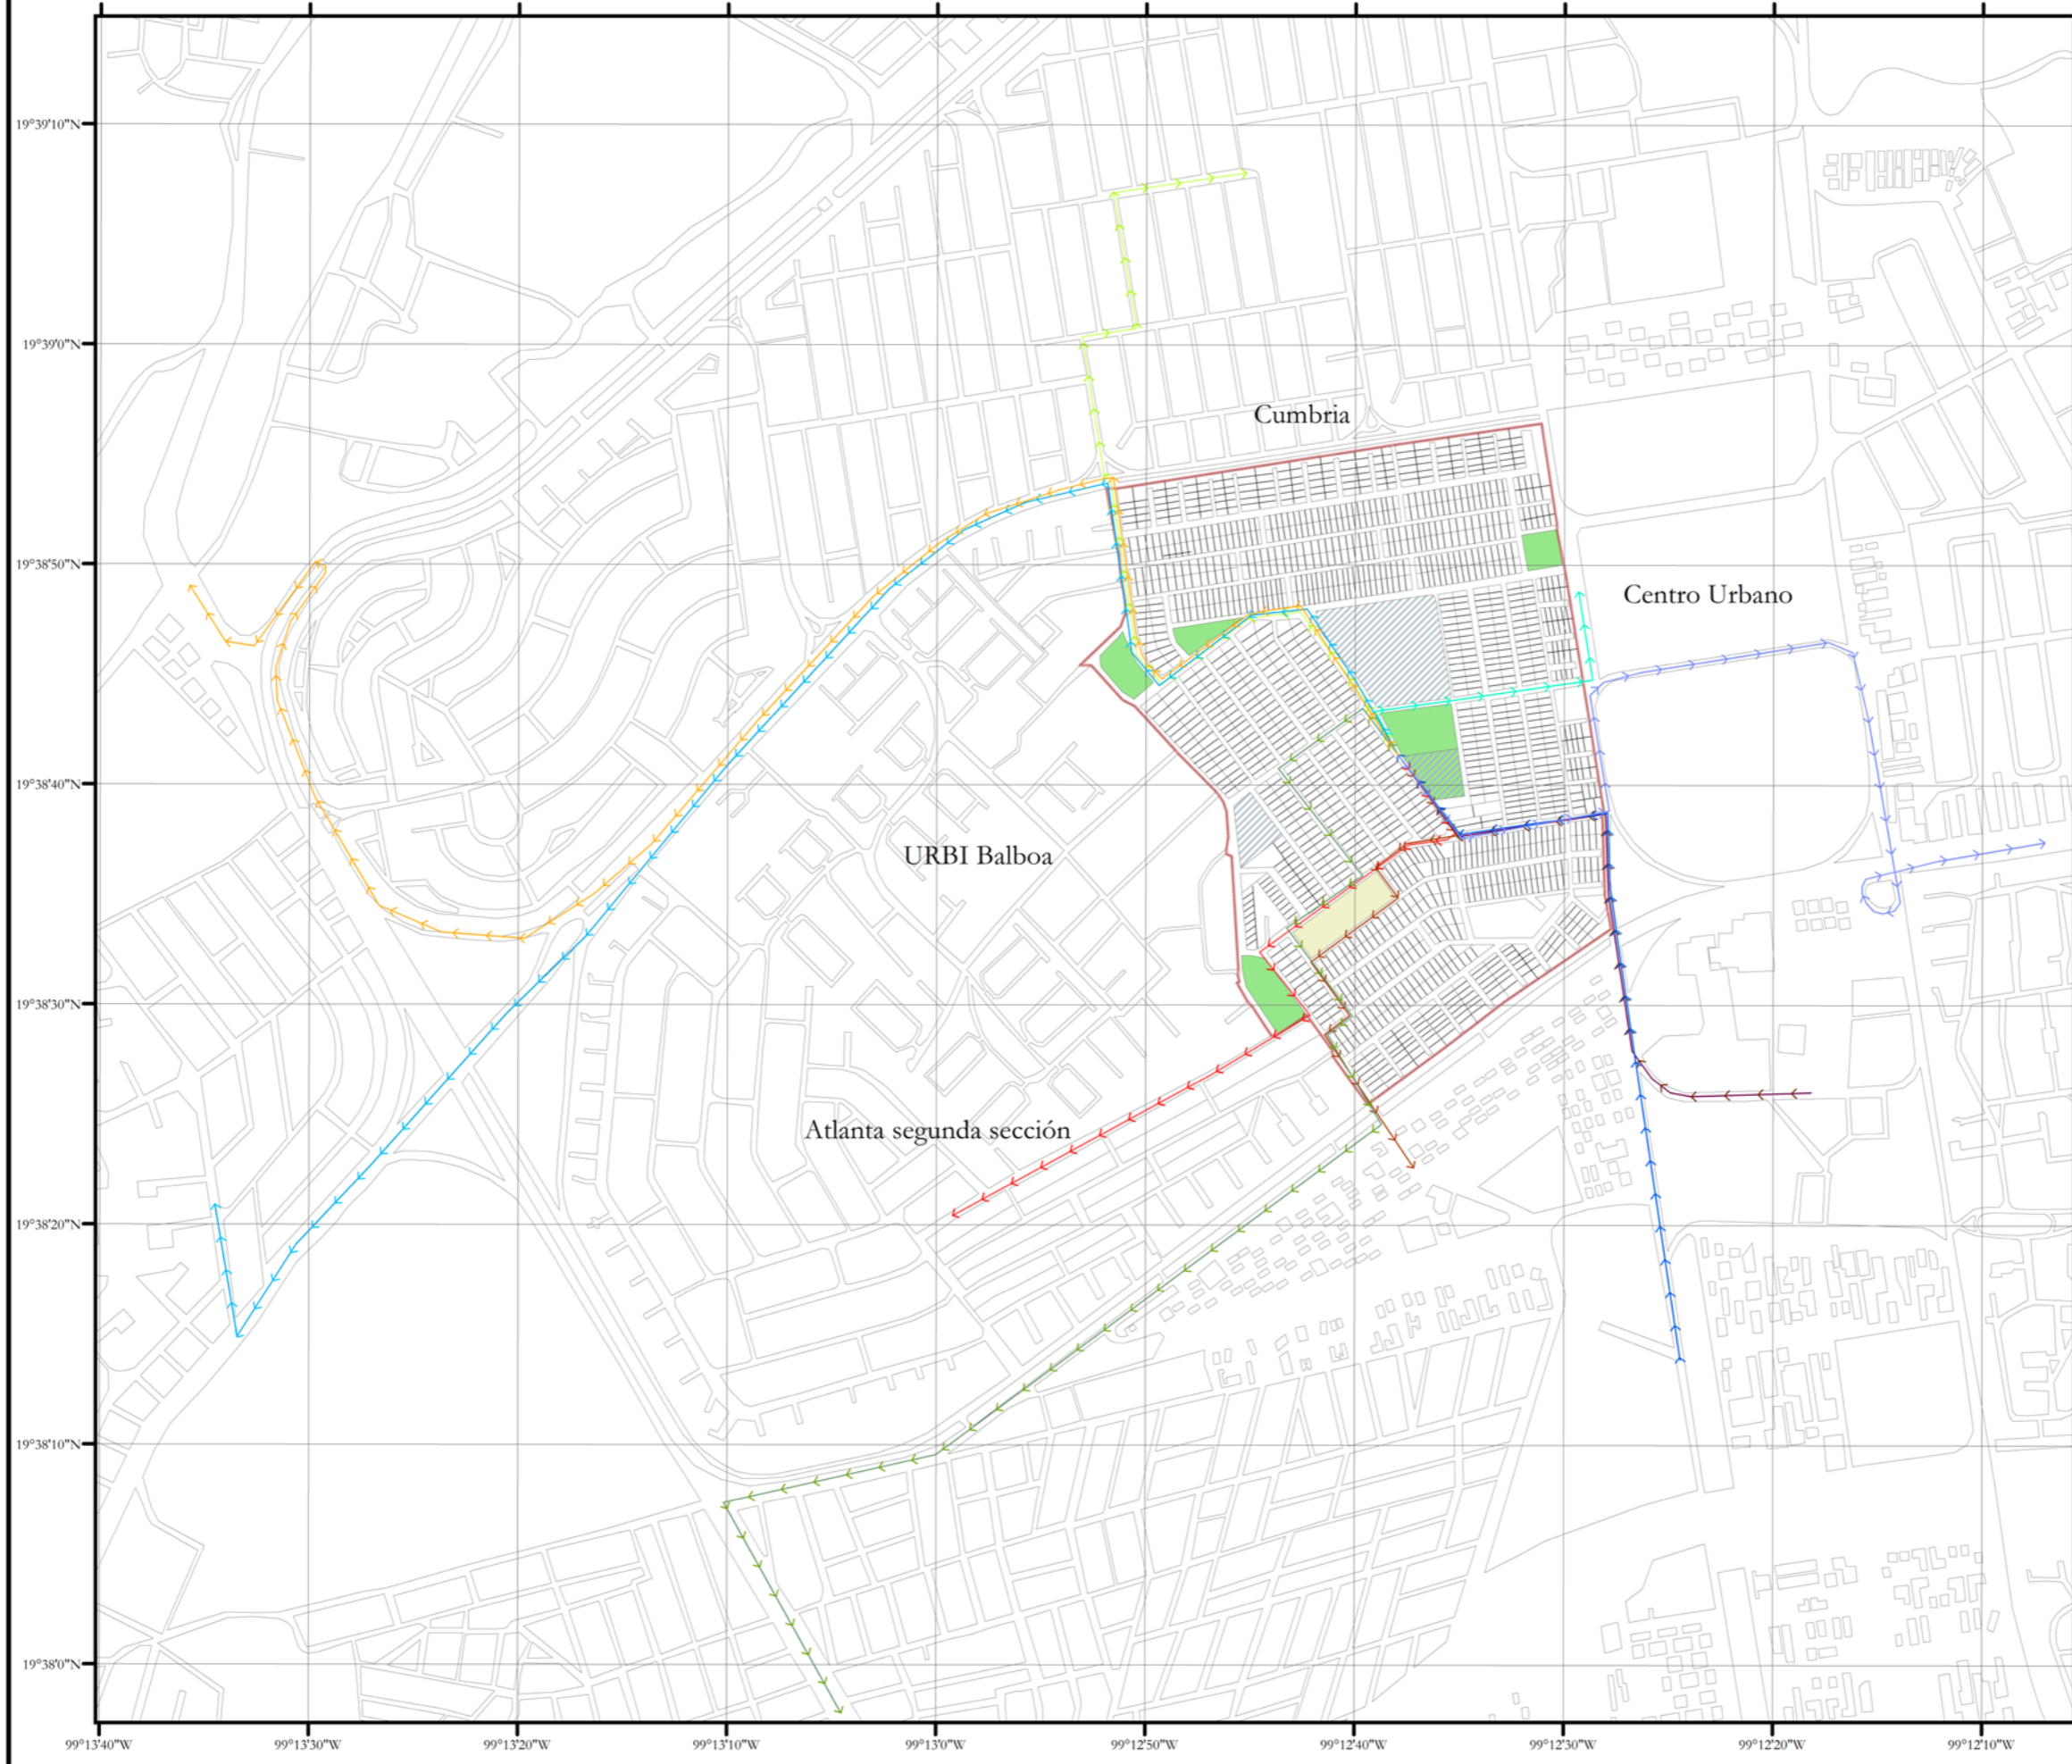 19°39'10"N
19°39'0"N
Cumbria
19°38'50"N
Centro Urbano
19°38'40"N
URBI Balboa
19°38'30"N
Atlanta segunda sección
19°38'20"N
19°38'10"N
19°38'0"N
99°13'40"W 99°13'30"W 99°13'20"W 99°13'10"W 99°13'0"W 99°12'50"W 99°12'40"W 99°12'30"W 99°12'20"W 99°12'10"W